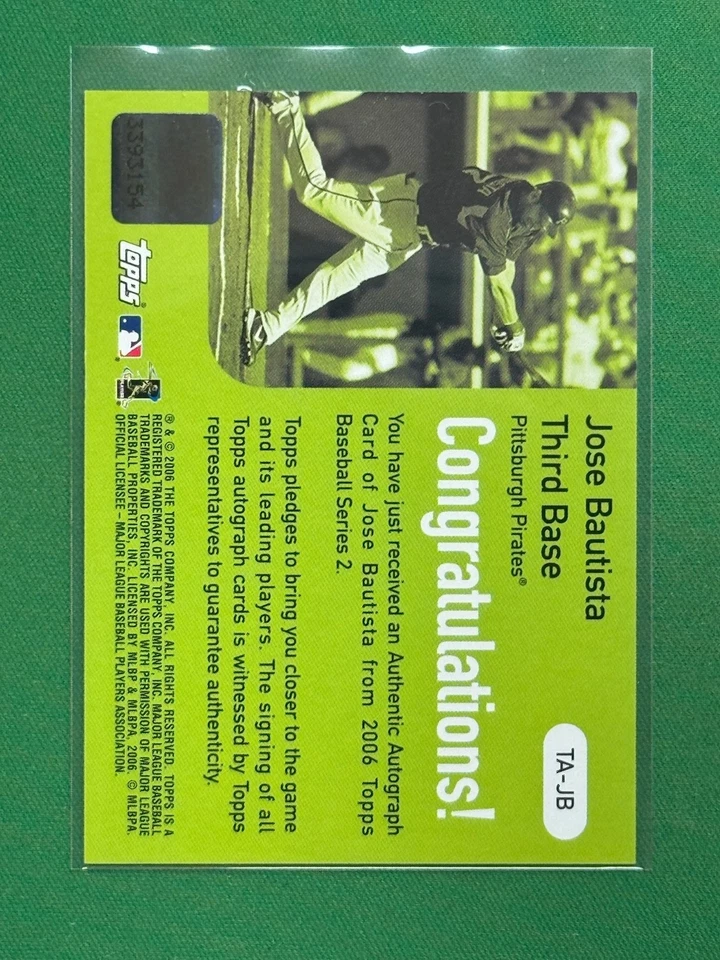 Jose Bautista
Third Base
Pittsburgh Pirates®
TA-JB
Congratulations!
You have just received an Authentic Autograph
Card of Jose Bautista from 2006 Topps
Baseball Series 2.
Topps pledges to bring you closer to the game
and its leading players. The signing of all
Topps autograph cards is witnessed by Topps
representatives to guarantee authenticity.
3393154
topps®
® & © 2006 THE TOPPS COMPANY, INC. ALL RIGHTS RESERVED. TOPPS IS A
REGISTERED TRADEMARK OF THE TOPPS COMPANY, INC. MAJOR LEAGUE BASEBALL
TRADEMARKS AND COPYRIGHTS ARE USED WITH PERMISSION OF MAJOR LEAGUE
BASEBALL PROPERTIES, INC. LICENSED BY MLBP & MLBPA, 2006. © MLBPA.
OFFICIAL LICENSEE – MAJOR LEAGUE BASEBALL PLAYERS ASSOCIATION.